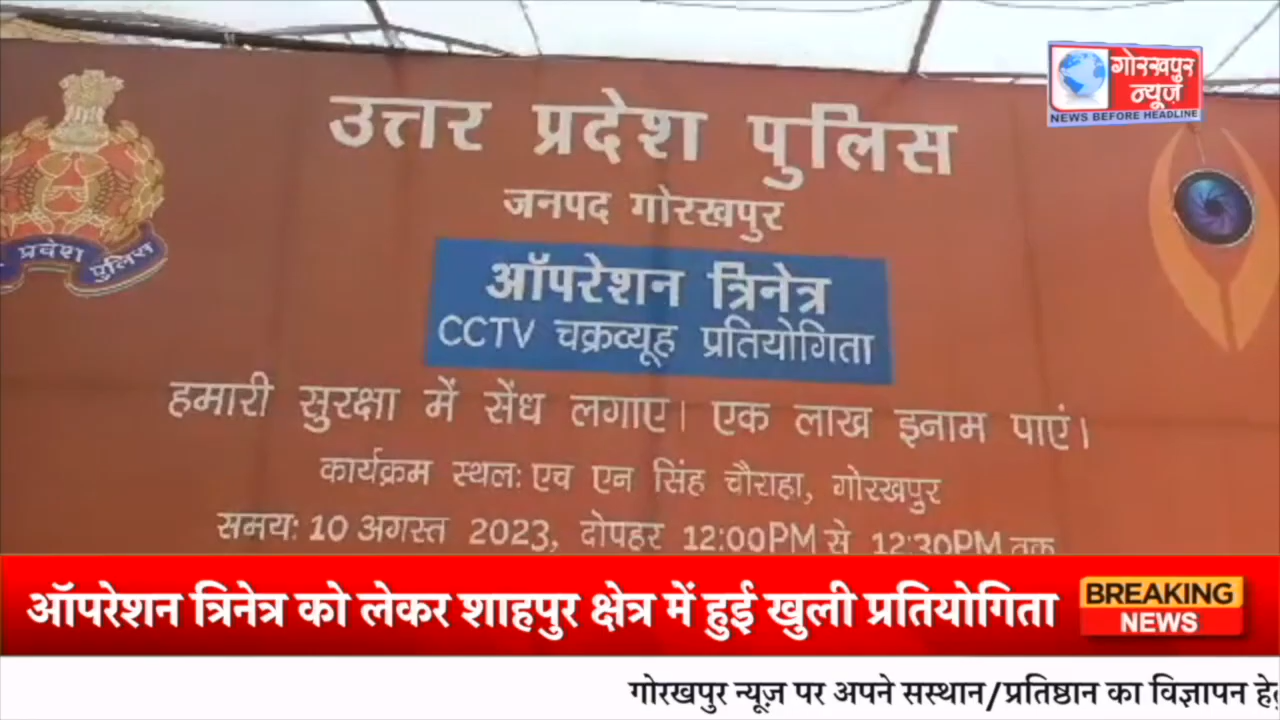 गोरखपुर
न्यूज़
NEWS BEFORE HEADLINE
उत्तर प्रदेश पुलिस
जनपद गोरखपुर
प्रदेश पुलिस
ऑपरेशन त्रिनेत्र
CCTV चक्रव्यूह प्रतियोगिता
हमारी सुरक्षा में सेंध लगाए। एक लाख इनाम पाएं।
कार्यक्रम स्थल: एच एन सिंह चौराहा, गोरखपुर
समय: 10 अगस्त 2023, दोपहर 12:00PM से 12:30PM तक
ऑपरेशन त्रिनेत्र को लेकर शाहपुर क्षेत्र में हुई खुली प्रतियोगिता
BREAKING
NEWS
गोरखपुर न्यूज़ पर अपने सस्थान/प्रतिष्ठान का विज्ञापन